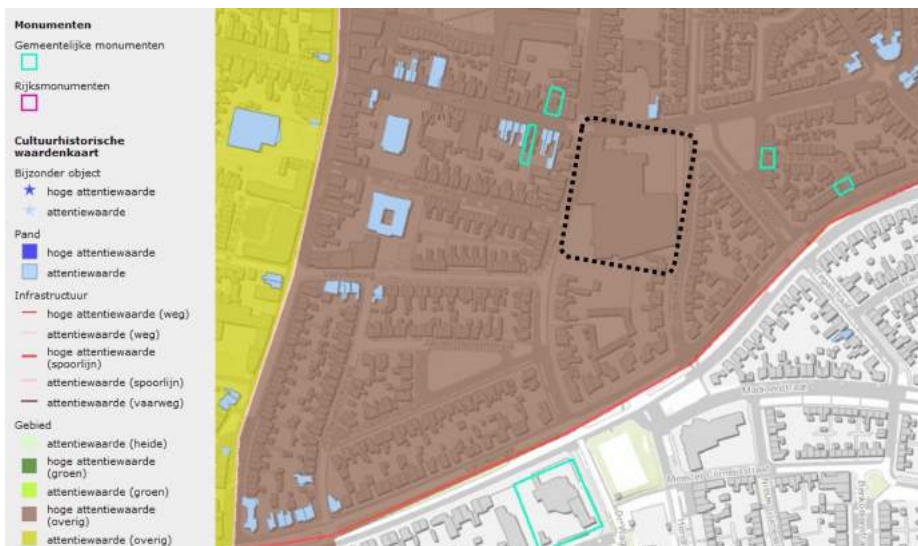 Monumenten
Gemeentelijke monumenten
Rijksmonumenten
Cultuurhistorische
waardenkaart
Bijzonder object
hoge attentiewaarde
attentiewaarde
Pand
hoge attentiewaarde
attentiewaarde
Infrastructuur
hoge attentiewaarde (weg)
attentiewaarde (weg)
hoge attentiewaarde
(spoorlijn)
attentiewaarde (spoorlijn)
attentiewaarde (vaarweg)
Gebied
attentiewaarde (heide)
hoge attentiewaarde
(groen)
attentiewaarde (groen)
hoge attentiewaarde
(overig)
attentiewaarde (overig)